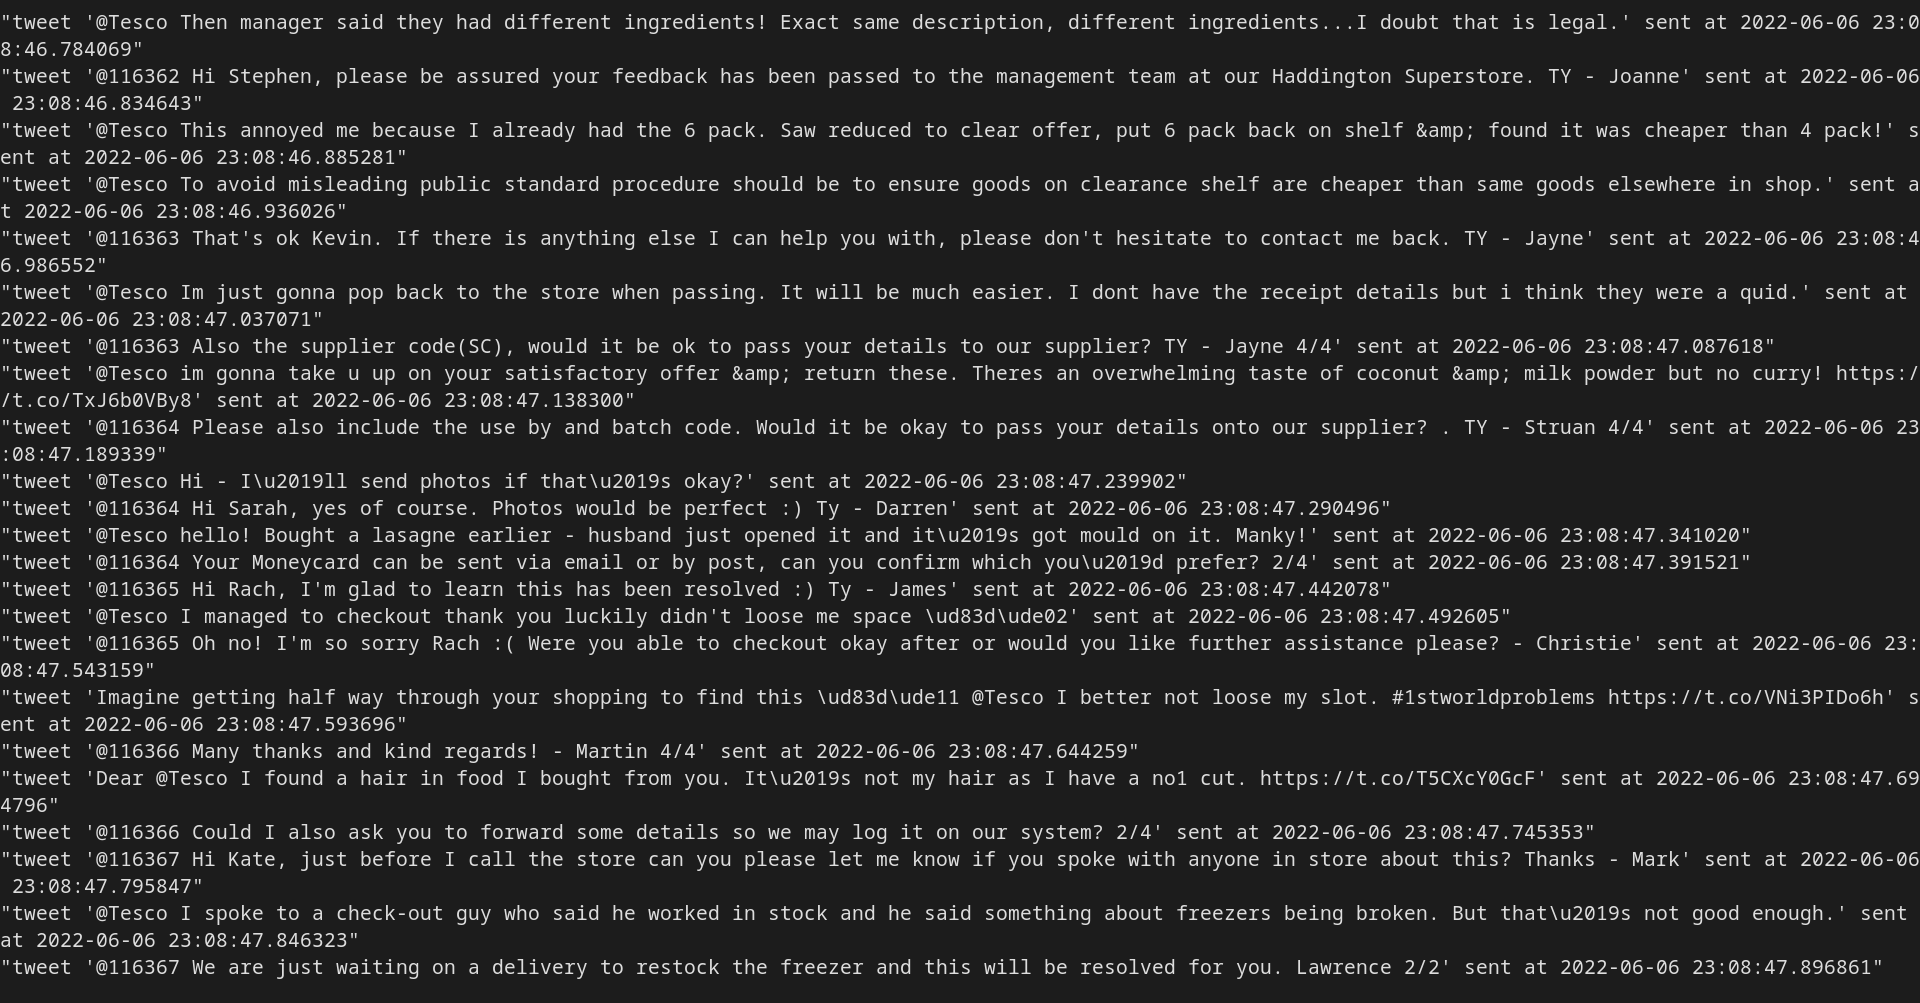 "tweet '@Tesco Then manager said they had different ingredients! Exact same description, different ingredients...I doubt that is legal.' sent at 2022-06-06 23:0
8:46.784069"
"tweet '@116362 Hi Stephen, please be assured your feedback has been passed to the management team at our Haddington Superstore. TY - Joanne' sent at 2022-06-06
 23:08:46.834643"
"tweet '@Tesco This annoyed me because I already had the 6 pack. Saw reduced to clear offer, put 6 pack back on shelf &amp; found it was cheaper than 4 pack!' s
ent at 2022-06-06 23:08:46.885281"
"tweet '@Tesco To avoid misleading public standard procedure should be to ensure goods on clearance shelf are cheaper than same goods elsewhere in shop.' sent a
t 2022-06-06 23:08:46.936026"
"tweet '@116363 That's ok Kevin. If there is anything else I can help you with, please don't hesitate to contact me back. TY - Jayne' sent at 2022-06-06 23:08:4
6.986552"
"tweet '@Tesco Im just gonna pop back to the store when passing. It will be much easier. I dont have the receipt details but i think they were a quid.' sent at
2022-06-06 23:08:47.037071"
"tweet '@116363 Also the supplier code(SC), would it be ok to pass your details to our supplier? TY - Jayne 4/4' sent at 2022-06-06 23:08:47.087618"
"tweet '@Tesco im gonna take u up on your satisfactory offer &amp; return these. Theres an overwhelming taste of coconut &amp; milk powder but no curry! https:/
/t.co/TxJ6b0VBy8' sent at 2022-06-06 23:08:47.138300"
"tweet '@116364 Please also include the use by and batch code. Would it be okay to pass your details onto our supplier? . TY - Struan 4/4' sent at 2022-06-06 23
:08:47.189339"
"tweet '@Tesco Hi - I\u2019ll send photos if that\u2019s okay?' sent at 2022-06-06 23:08:47.239902"
"tweet '@116364 Hi Sarah, yes of course. Photos would be perfect :) Ty - Darren' sent at 2022-06-06 23:08:47.290496"
"tweet '@Tesco hello! Bought a lasagne earlier - husband just opened it and it\u2019s got mould on it. Manky!' sent at 2022-06-06 23:08:47.341020"
"tweet '@116364 Your Moneycard can be sent via email or by post, can you confirm which you\u2019d prefer? 2/4' sent at 2022-06-06 23:08:47.391521"
"tweet '@116365 Hi Rach, I'm glad to learn this has been resolved :) Ty - James' sent at 2022-06-06 23:08:47.442078"
"tweet '@Tesco I managed to checkout thank you luckily didn't loose me space \ud83d\ude02' sent at 2022-06-06 23:08:47.492605"
"tweet '@116365 Oh no! I'm so sorry Rach :( Were you able to checkout okay after or would you like further assistance please? - Christie' sent at 2022-06-06 23:
08:47.543159"
"tweet 'Imagine getting half way through your shopping to find this \ud83d\ude11 @Tesco I better not loose my slot. #1stworldproblems https://t.co/VNi3PIDo6h' s
ent at 2022-06-06 23:08:47.593696"
"tweet '@116366 Many thanks and kind regards! - Martin 4/4' sent at 2022-06-06 23:08:47.644259"
"tweet 'Dear @Tesco I found a hair in food I bought from you. It\u2019s not my hair as I have a no1 cut. https://t.co/T5CXcY0GcF' sent at 2022-06-06 23:08:47.69
4796"
"tweet '@116366 Could I also ask you to forward some details so we may log it on our system? 2/4' sent at 2022-06-06 23:08:47.745353"
"tweet '@116367 Hi Kate, just before I call the store can you please let me know if you spoke with anyone in store about this? Thanks - Mark' sent at 2022-06-06
 23:08:47.795847"
"tweet '@Tesco I spoke to a check-out guy who said he worked in stock and he said something about freezers being broken. But that\u2019s not good enough.' sent
at 2022-06-06 23:08:47.846323"
"tweet '@116367 We are just waiting on a delivery to restock the freezer and this will be resolved for you. Lawrence 2/2' sent at 2022-06-06 23:08:47.896861"